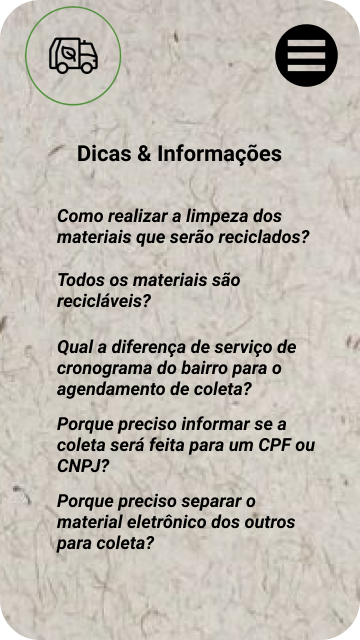 Dicas & Informações
Como realizar a limpeza dos
materiais que serão reciclados?
Todos os materiais são
recicláveis?
Qual a diferença de serviço de
cronograma do bairro para o
agendamento de coleta?
Porque preciso informar se a
coleta será feita para um CPF ou
CNPJ?
Porque preciso separar o
material eletrônico dos outros
para coleta?